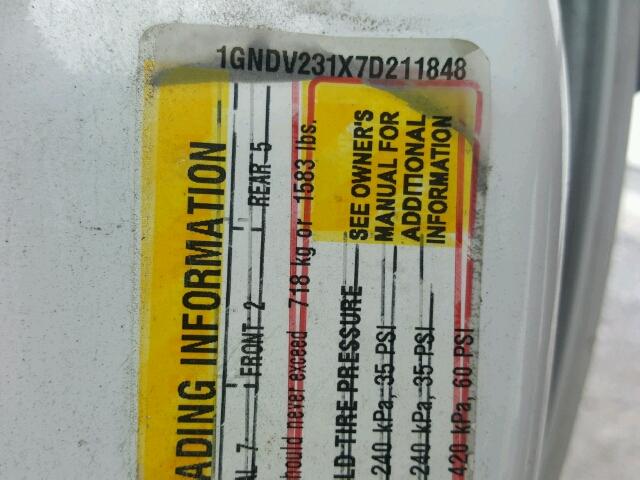 1GNDV231X7D211848
ADING INFORMATION
AL 7 FRONT 2 REAR 5
hould never exceed 718 kg or 1583 lbs.
LD TIRE PRESSURE SEE OWNER'S
240 kPa, 35 PSI MANUAL FOR
240 kPa, 35 PSI ADDITIONAL
420 kPa, 60 PSI INFORMATION